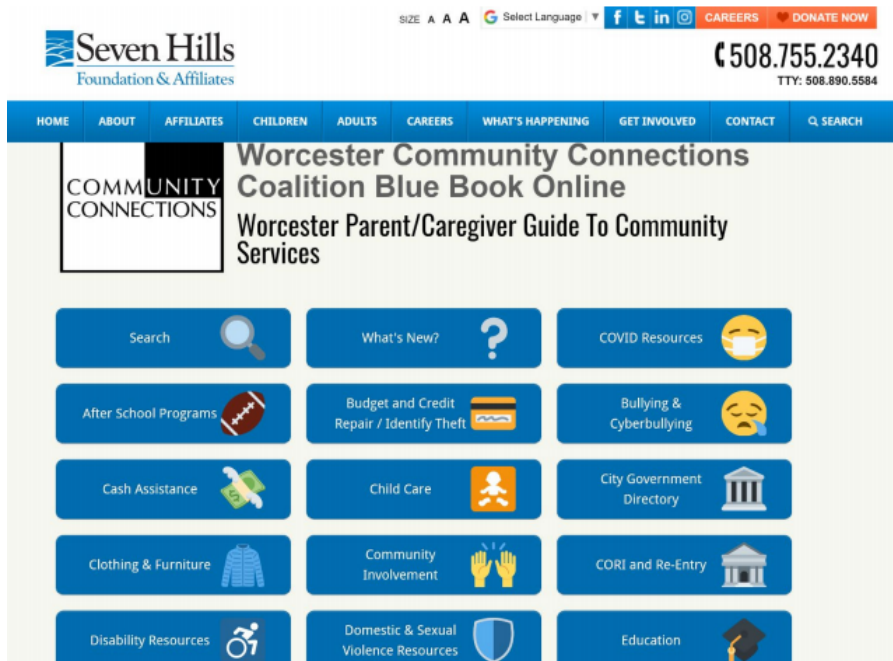 SIZE A A A Select Language ▼ CAREERS DONATE NOW
Seven Hills
Foundation & Affiliates
508.755.2340
TTY: 508.890.5584
HOME ABOUT AFFILIATES CHILDREN ADULTS CAREERS WHAT'S HAPPENING GET INVOLVED CONTACT SEARCH
COMMUNITY
CONNECTIONS
Worcester Community Connections
Coalition Blue Book Online
Worcester Parent/Caregiver Guide To Community
Services
Search
What's New?
COVID Resources
After School Programs
Budget and Credit
Repair / Identify Theft
Bullying &
Cyberbullying
Cash Assistance
Child Care
City Government
Directory
Clothing & Furniture
Community
Involvement
CORI and Re-Entry
Disability Resources
Domestic & Sexual
Violence Resources
Education